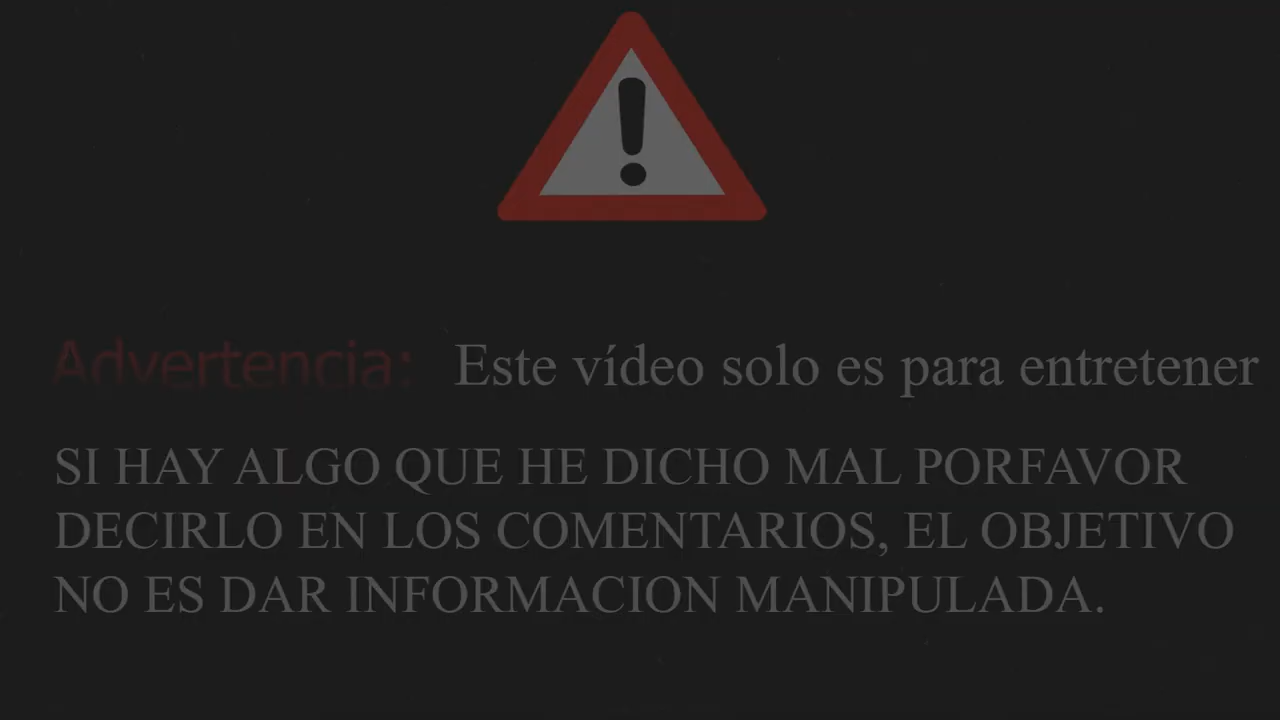 Advertencia: Este vídeo solo es para entretener
SI HAY ALGO QUE HE DICHO MAL PORFAVOR
DECIRLO EN LOS COMENTARIOS, EL OBJETIVO
NO ES DAR INFORMACION MANIPULADA.